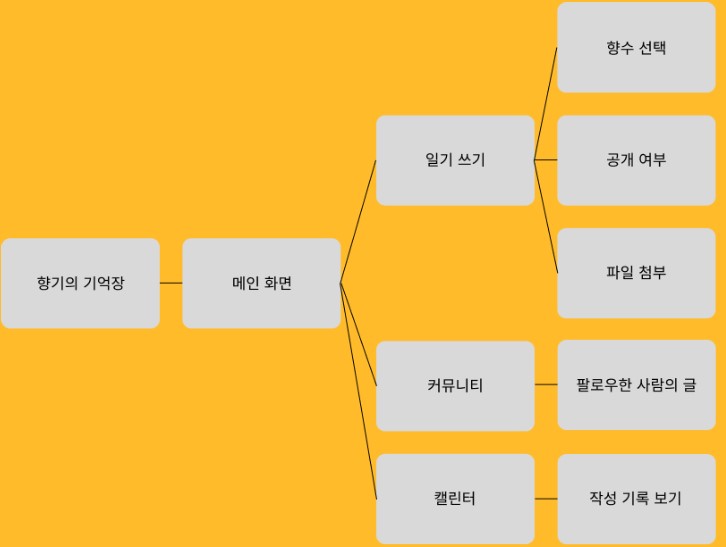 향기의 기억장
메인 화면
일기 쓰기
향수 선택
공개 여부
파일 첨부
커뮤니티
팔로우한 사람의 글
캘린터
작성 기록 보기